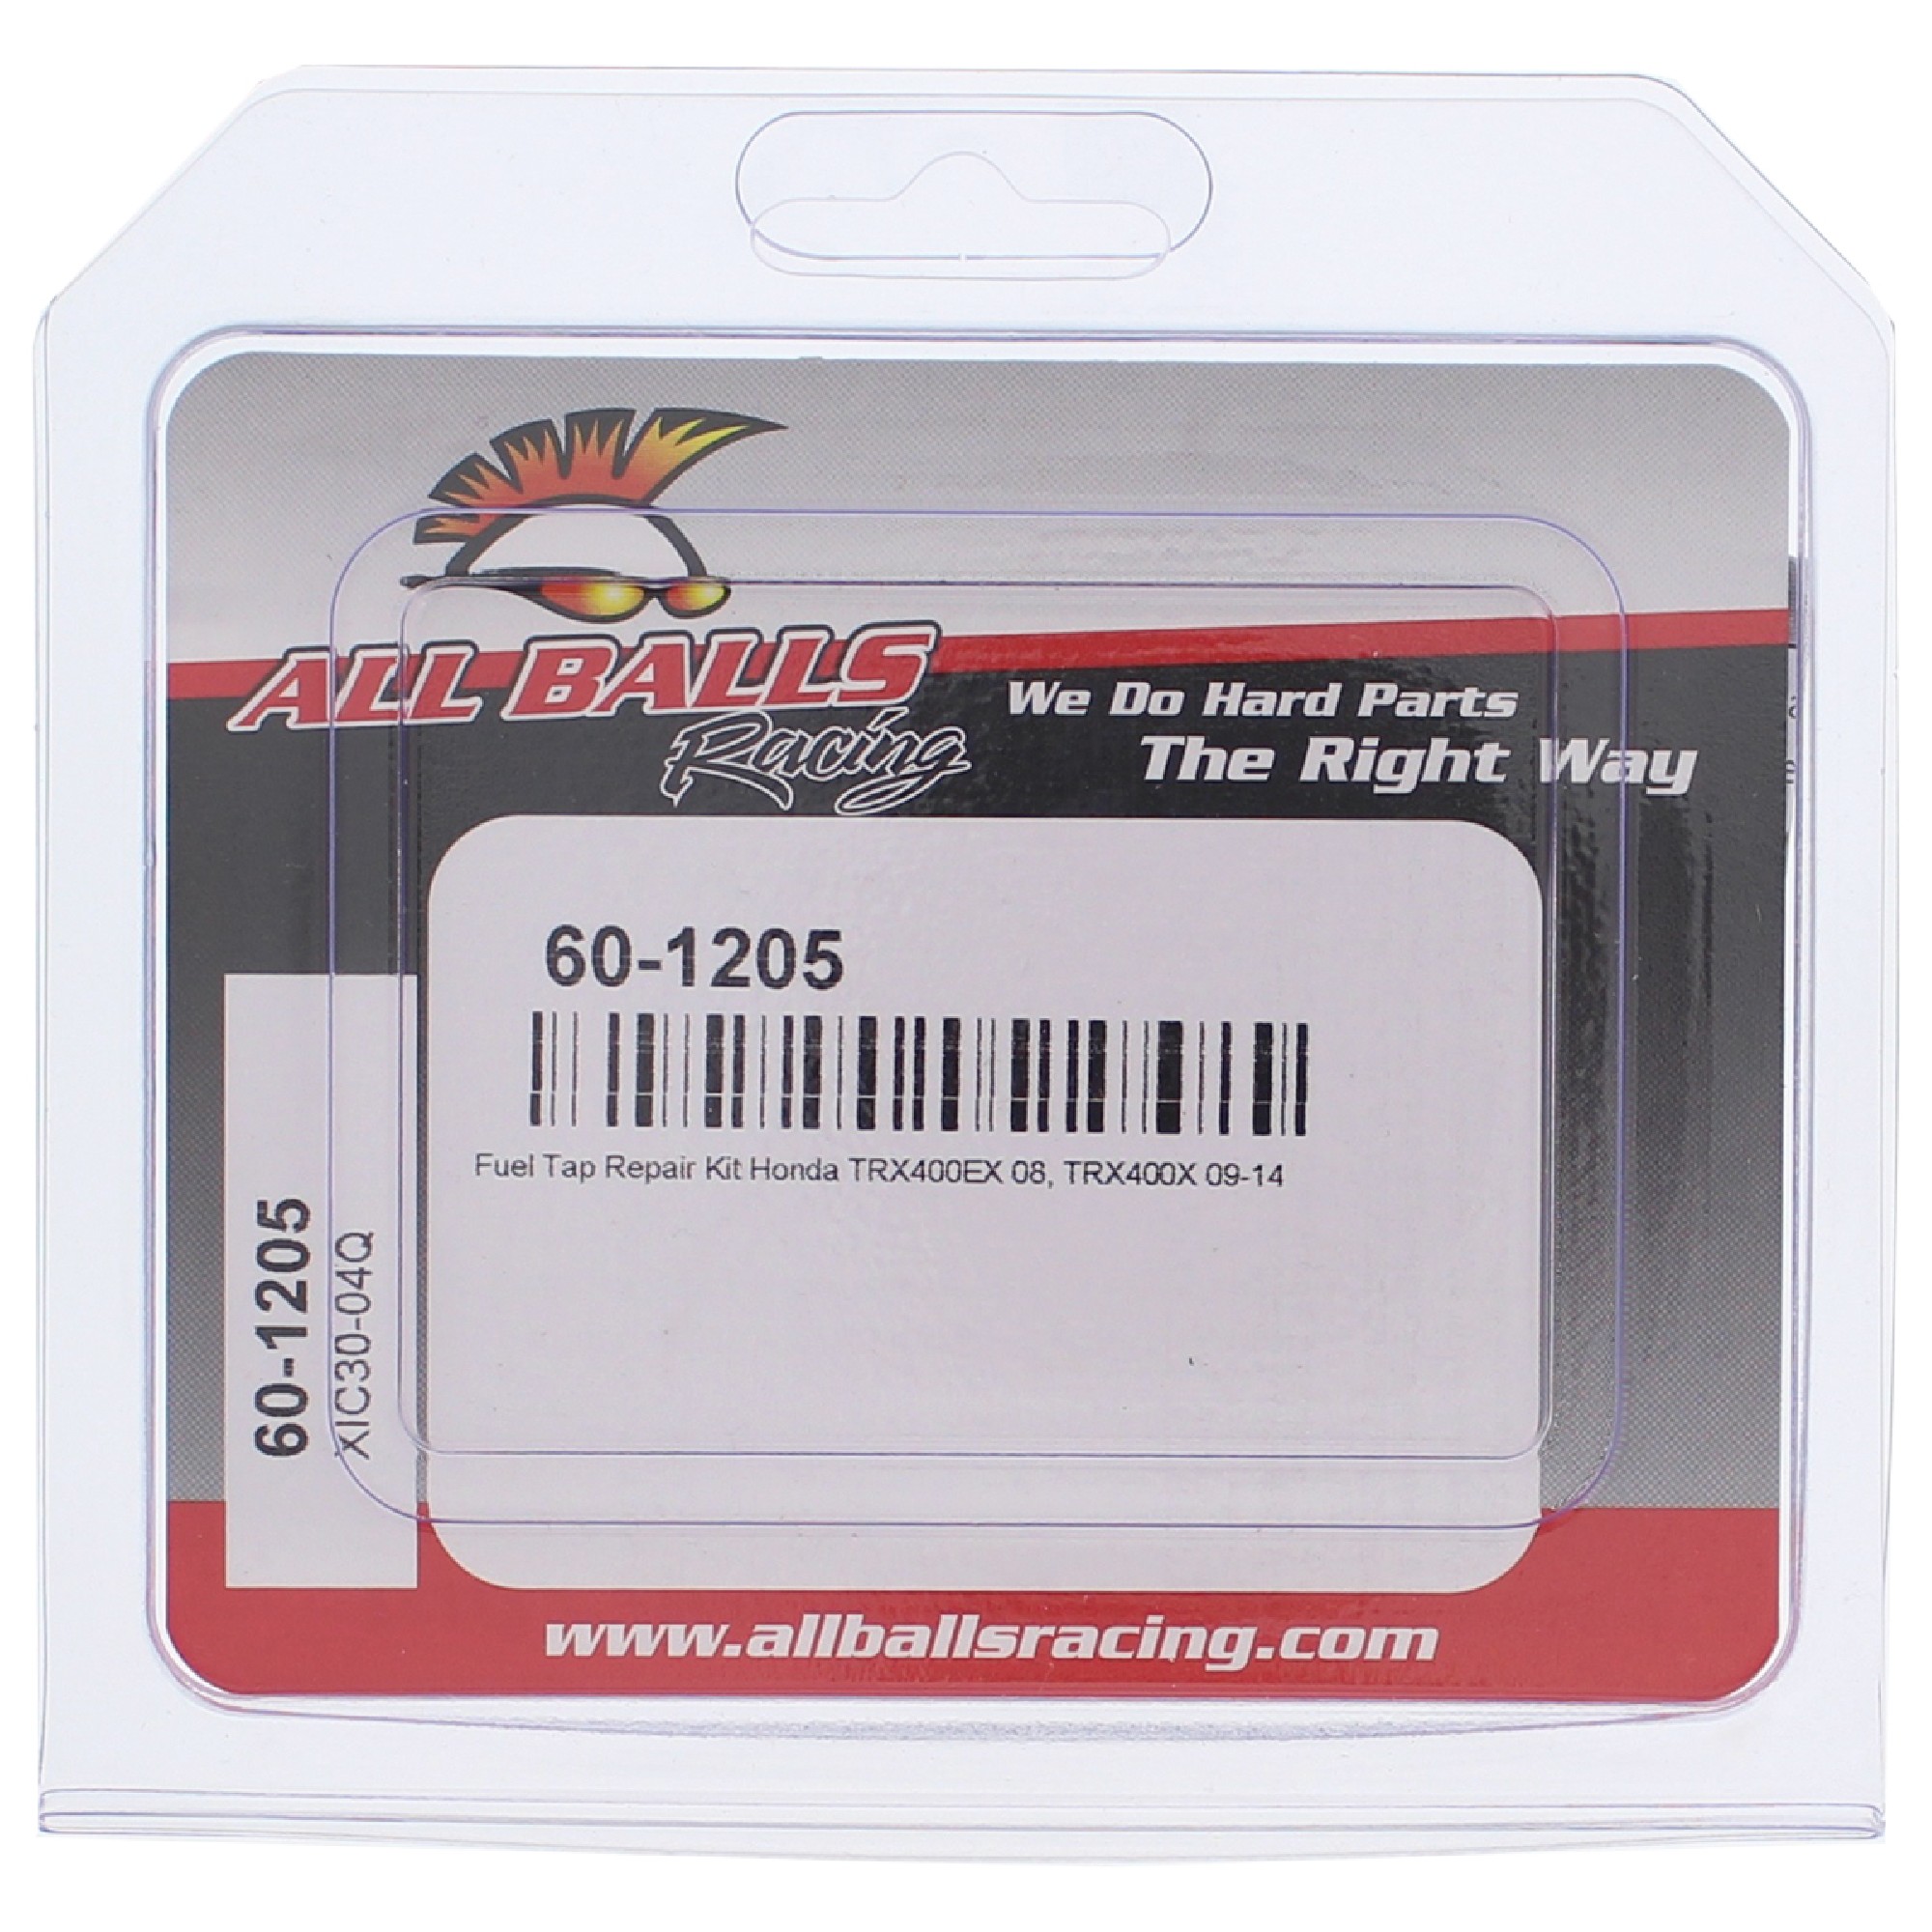 ALL BALLS
Racing
We Do Hard Parts
The Right Way
60-1205
Fuel Tap Repair Kit Honda TRX400EX 08, TRX400X 09-14
60-1205
XIC30-04Q
www.allballsracing.com